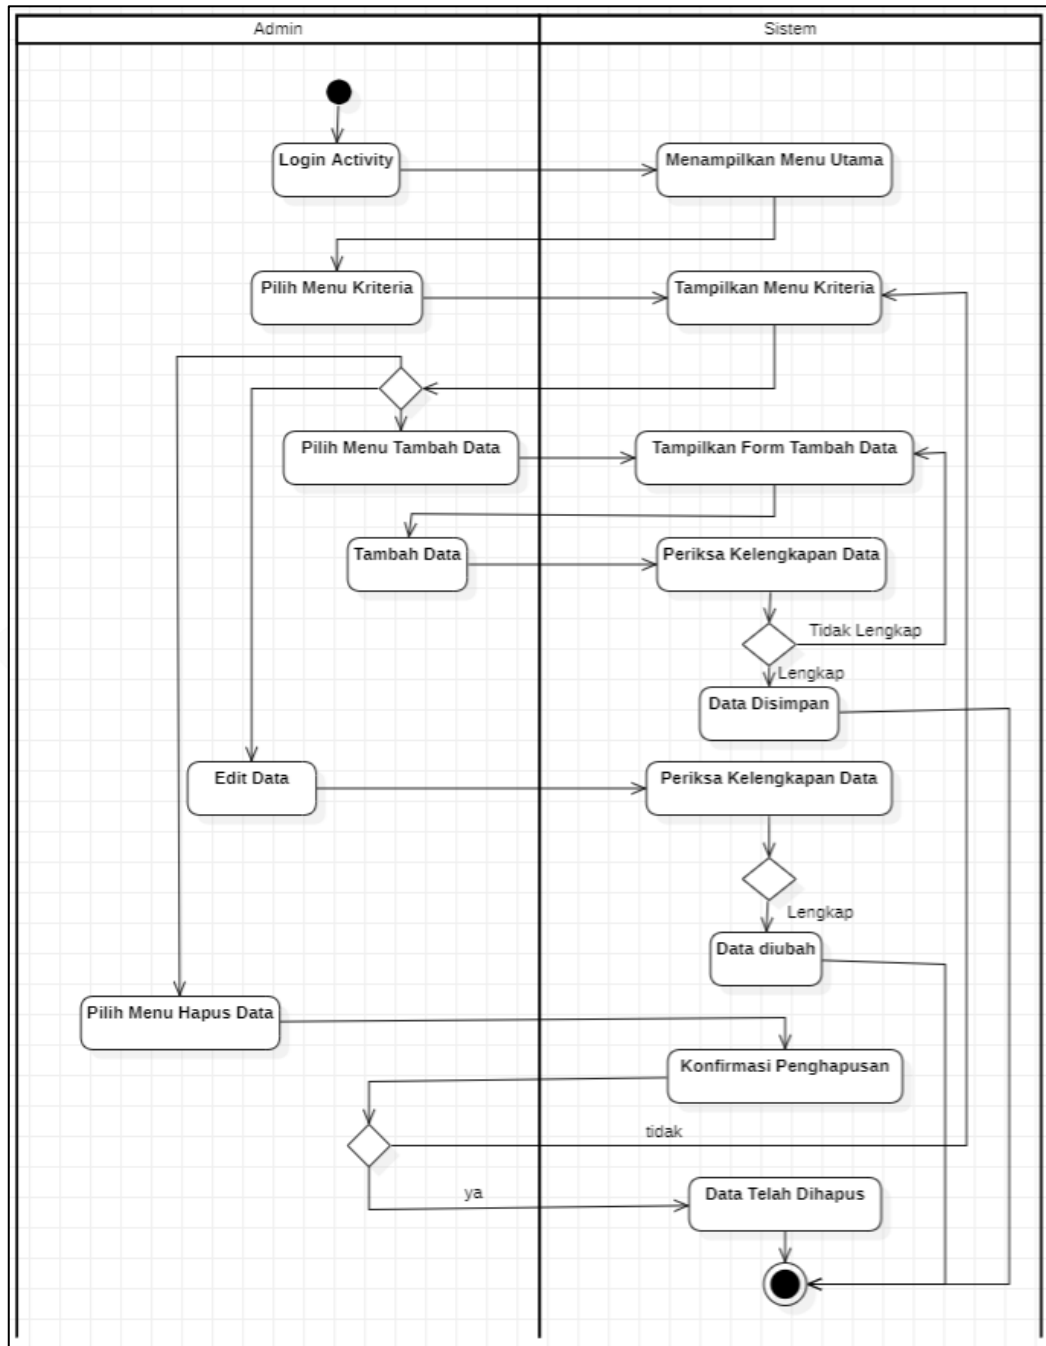 Admin
Sistem
Login Activity
Menampilkan Menu Utama
Pilih Menu Kriteria
Tampilkan Menu Kriteria
Pilih Menu Tambah Data
Tampilkan Form Tambah Data
Tambah Data
Periksa Kelengkapan Data
Tidak Lengkap
Lengkap
Data Disimpan
Edit Data
Periksa Kelengkapan Data
Lengkap
Data diubah
Pilih Menu Hapus Data
Konfirmasi Penghapusan
tidak
ya
Data Telah Dihapus